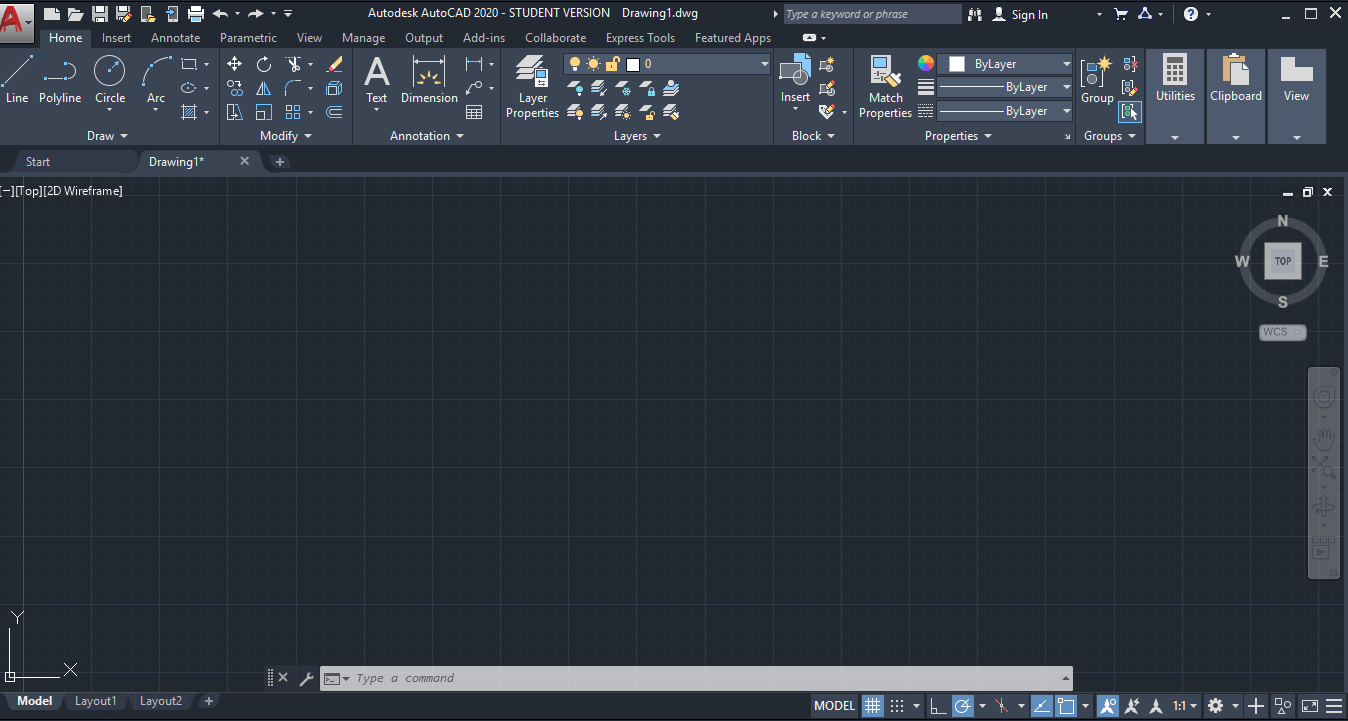 A Autodesk AutoCAD 2020 - STUDENT VERSION Drawing1.dwg Type a keyword or phrase Sign In ?
Home Insert Annotate Parametric View Manage Output Add-ins Collaborate Express Tools Featured Apps
Line Polyline Circle Arc
Draw
Modify
A Text Dimension
Annotation
Layer Properties
0
Layers
Insert
Block
Match Properties
ByLayer
ByLayer
ByLayer
Properties
Group
Groups
Utilities
Clipboard
View
Start Drawing1*
[−][Top][2D Wireframe]
N
W TOP E
S
WCS
Y
X
Type a command
Model Layout1 Layout2
MODEL 1:1